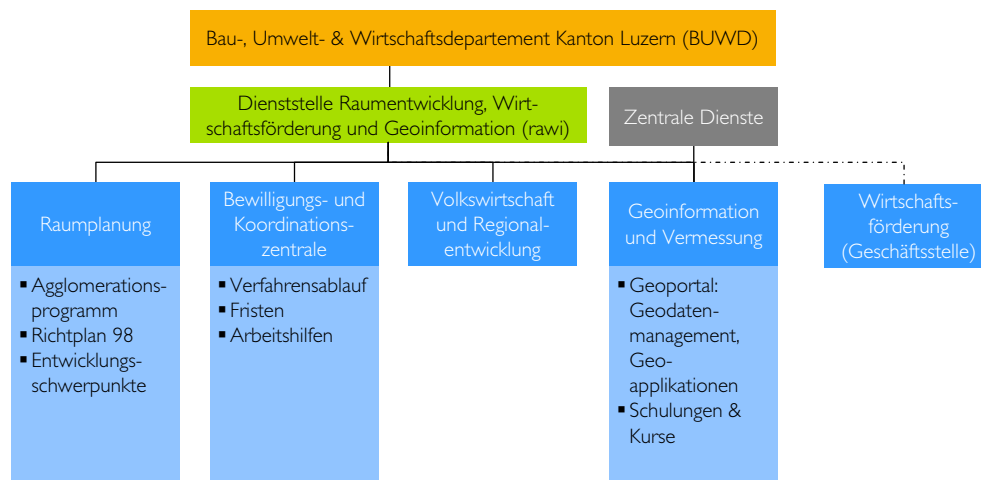 Bau-, Umwelt- & Wirtschaftsdepartement Kanton Luzern (BUWD)
Dienststelle Raumentwicklung, Wirt-
schaftsförderung und Geoinformation (rawi)
Zentrale Dienste
Raumplanung
▪ Agglomerations-
programm
▪ Richtplan 98
▪ Entwicklungs-
schwerpunkte
Bewilligungs- und
Koordinations-
zentrale
▪ Verfahrensablauf
▪ Fristen
▪ Arbeitshilfen
Volkswirtschaft
und Regional-
entwicklung
Geoinformation
und Vermessung
▪ Geoportal:
Geodaten-
management,
Geo-
applikationen
▪ Schulungen &
Kurse
Wirtschafts-
förderung
(Geschäftsstelle)